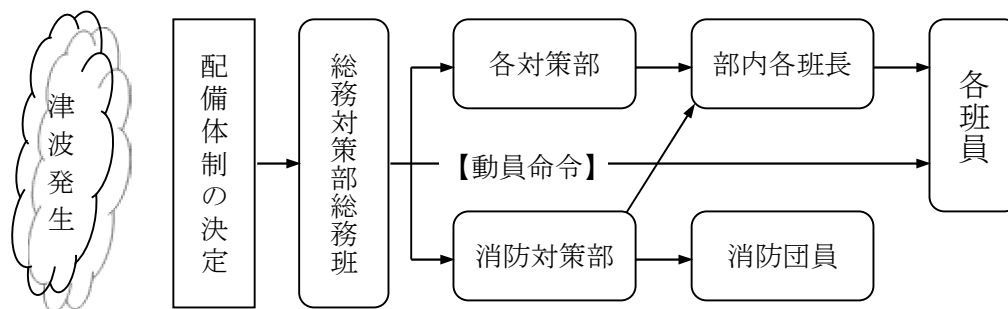 津波発生
配備体制の決定
総務対策部総務班
各対策部
部内各班長
各班員
【動員命令】
消防対策部
消防団員